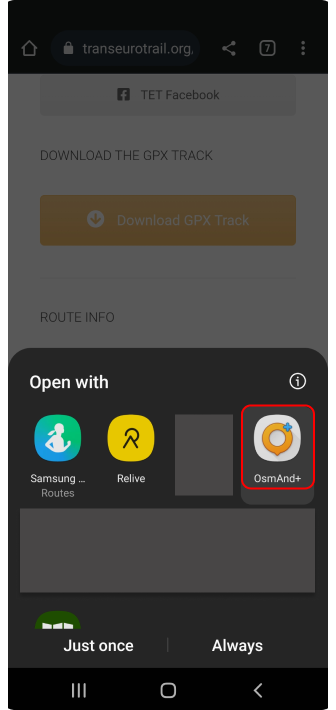 transeurotrail.org.
7
TET Facebook
DOWNLOAD THE GPX TRACK
Download GPX Track
ROUTE INFO
Open with
Samsung ...
Routes
Relive
OsmAnd+
Just once
Always